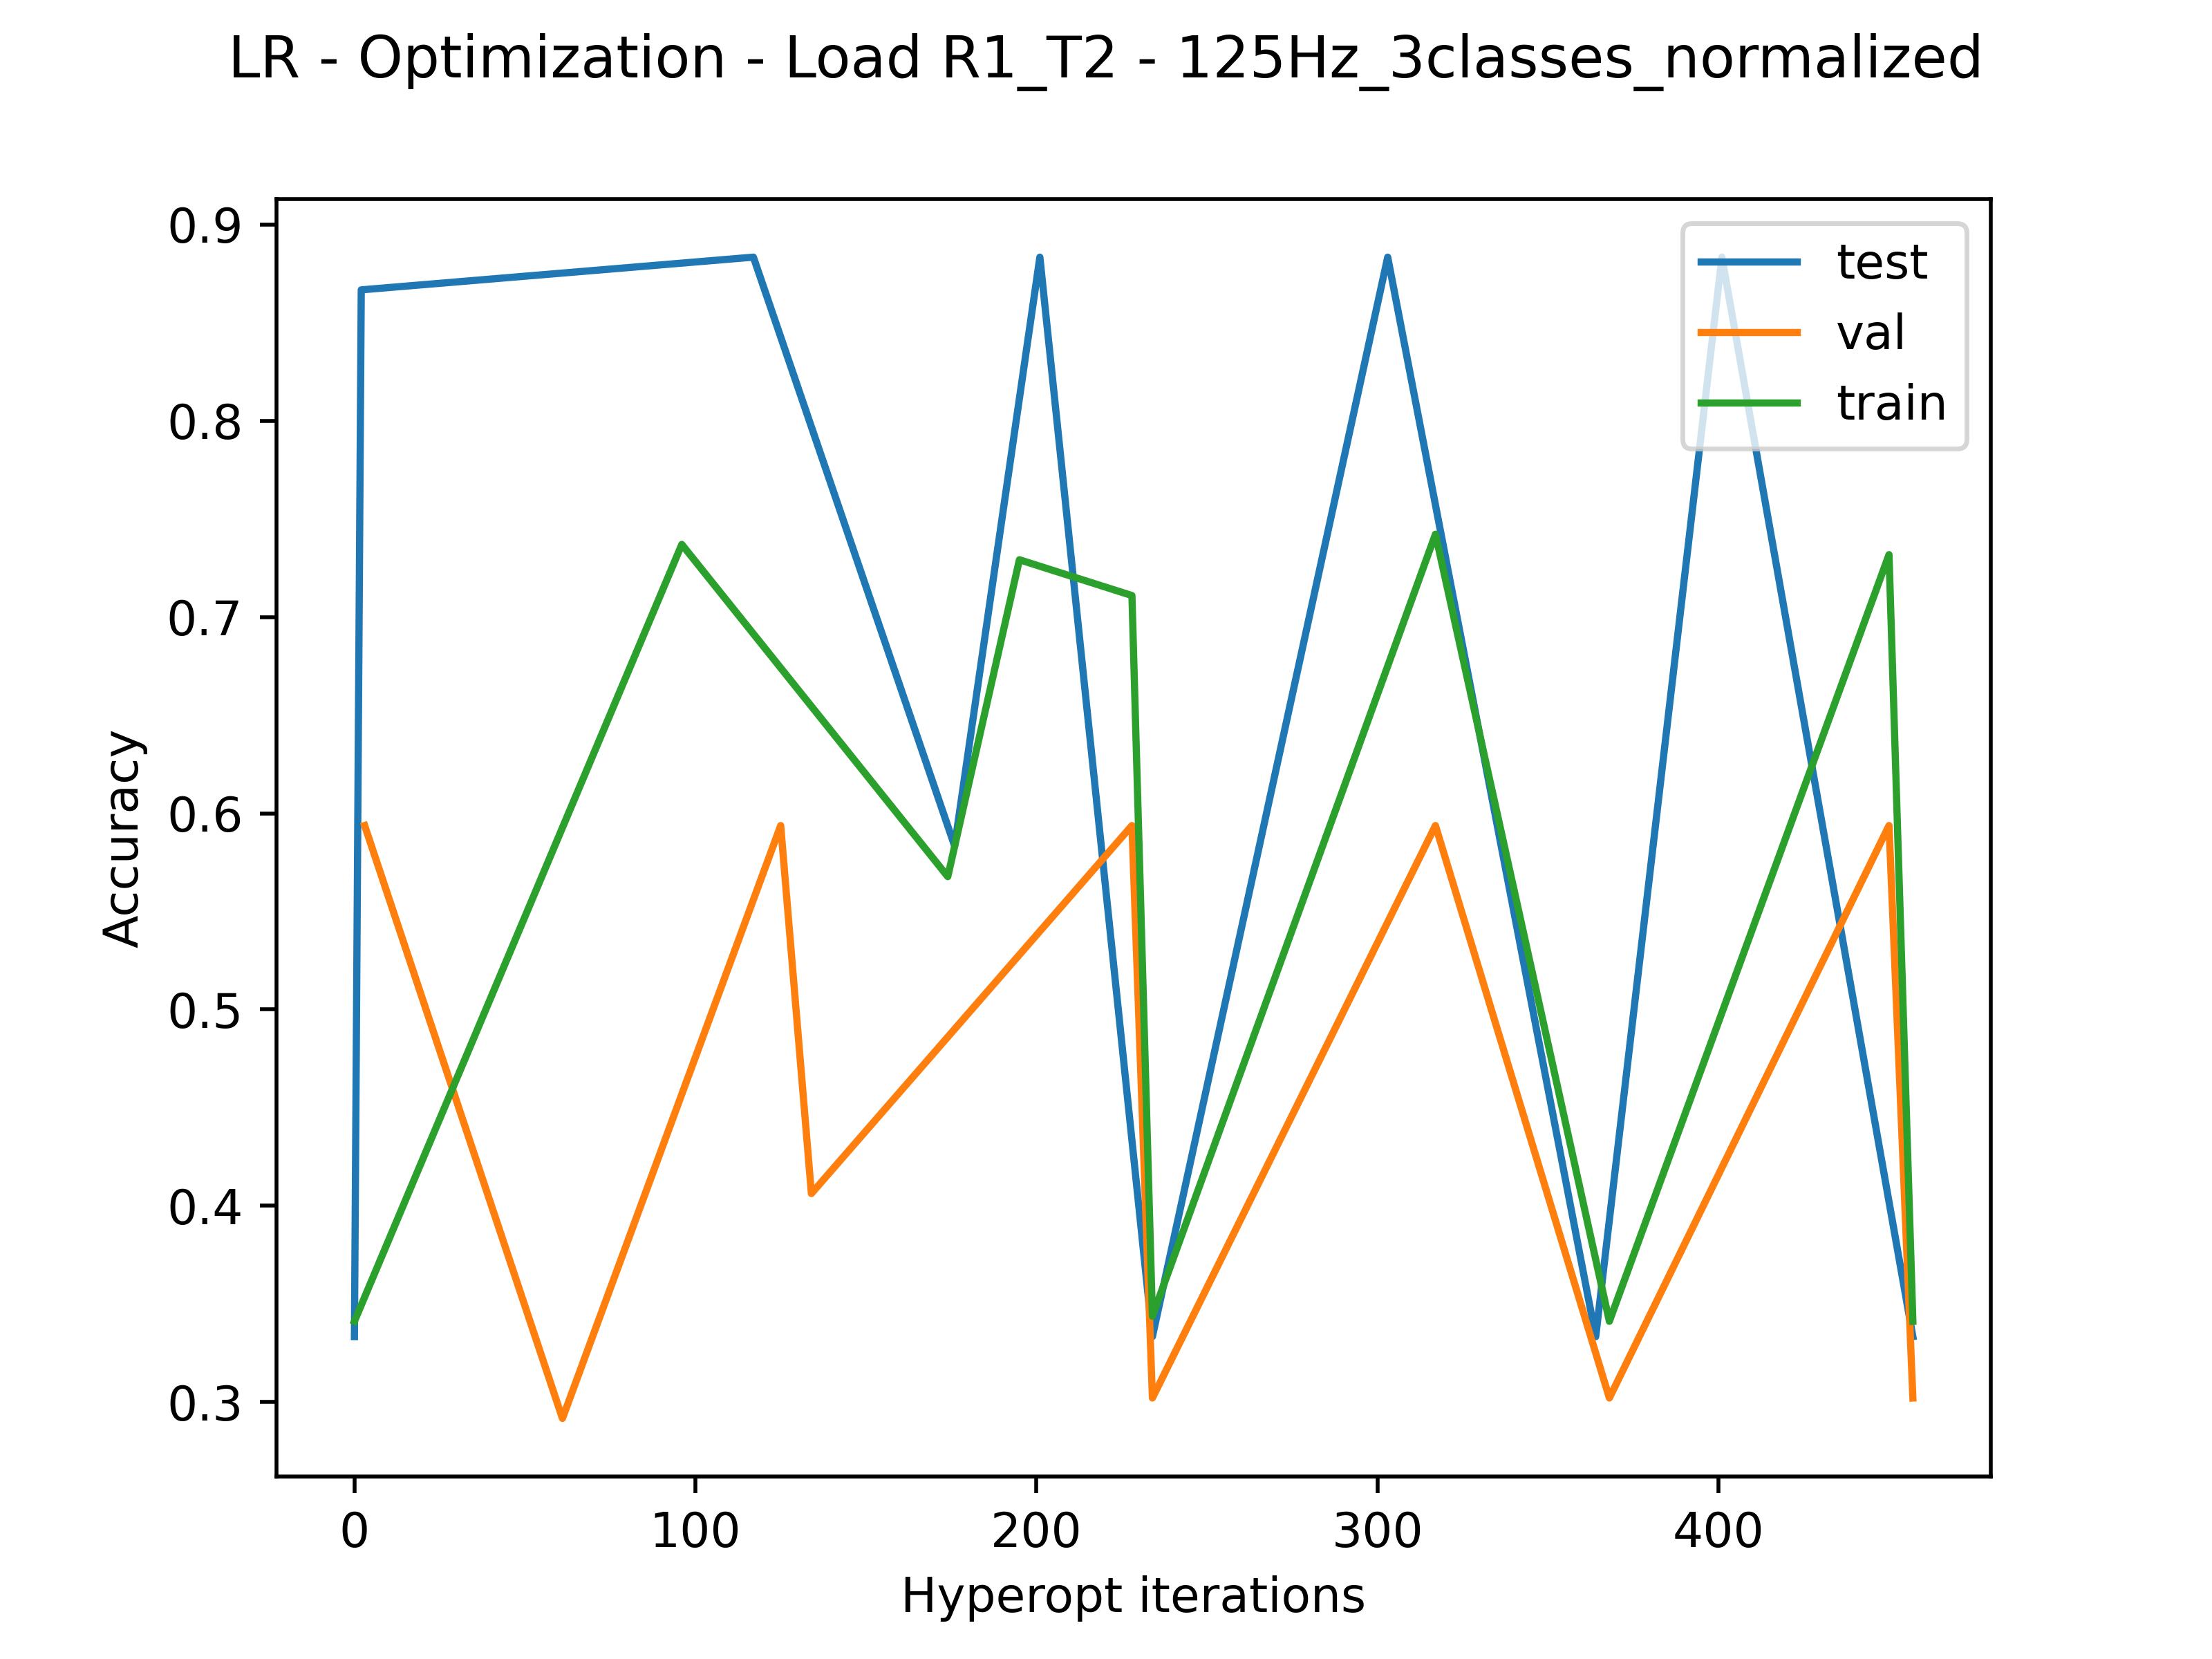 LR - Optimization - Load R1_T2 - 125Hz_3classes_normalized
test
val
train
0.9
0.8
0.7
0.6
0.5
0.4
0.3
Accuracy
0 100 200 300 400
Hyperopt iterations